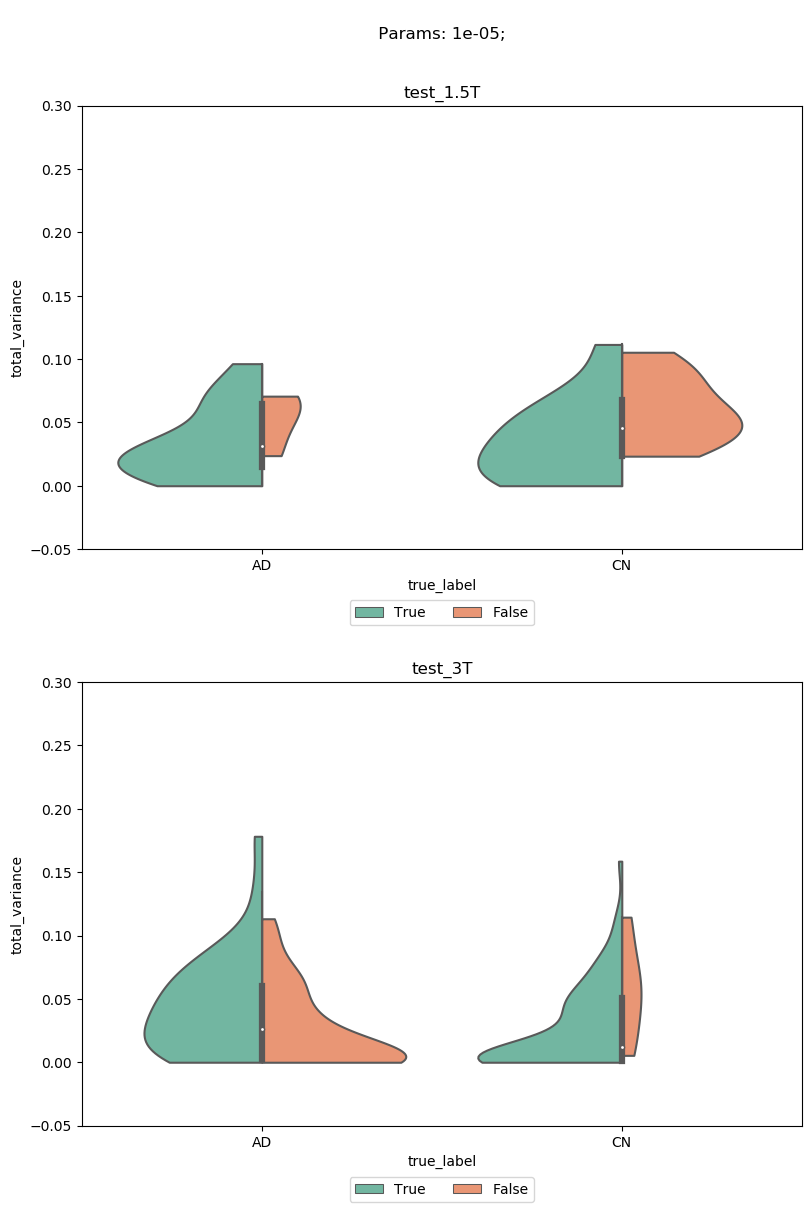 Params: 1e-05;
test_1.5T
0.30
0.25
0.20
0.15
0.10
0.05
0.00
−0.05
total_variance
AD CN
true_label
True False
test_3T
0.30
0.25
0.20
0.15
0.10
0.05
0.00
−0.05
total_variance
AD CN
true_label
True False